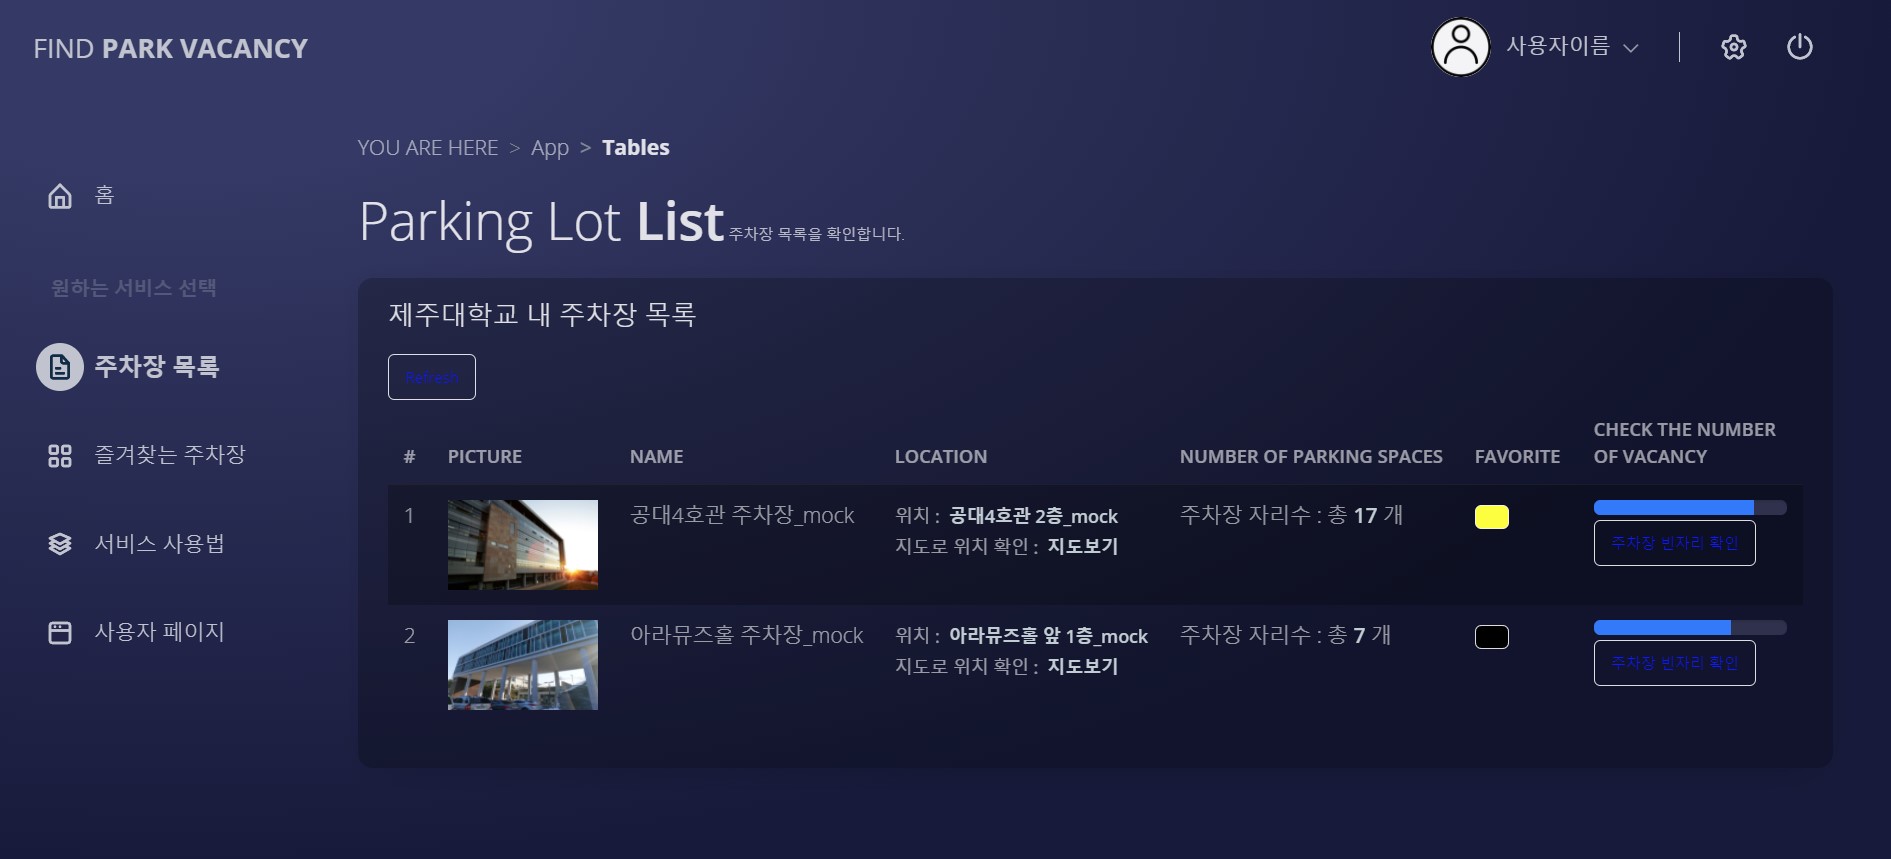 FIND PARK VACANCY
사용자이름
YOU ARE HERE > App > Tables
홈
Parking Lot List 주차장 목록을 확인합니다.
원하는 서비스 선택
주차장 목록
즐겨찾는 주차장
서비스 사용법
사용자 페이지
제주대학교 내 주차장 목록
Refresh
# PICTURE NAME LOCATION NUMBER OF PARKING SPACES FAVORITE CHECK THE NUMBER OF VACANCY
1 공대4호관 주차장_mock 위치 : 공대4호관 2층_mock 주차장 자리수 : 총 17 개
지도로 위치 확인 : 지도보기 주차장 빈자리 확인
2 아라뮤즈홀 주차장_mock 위치 : 아라뮤즈홀 앞 1층_mock 주차장 자리수 : 총 7 개
지도로 위치 확인 : 지도보기 주차장 빈자리 확인